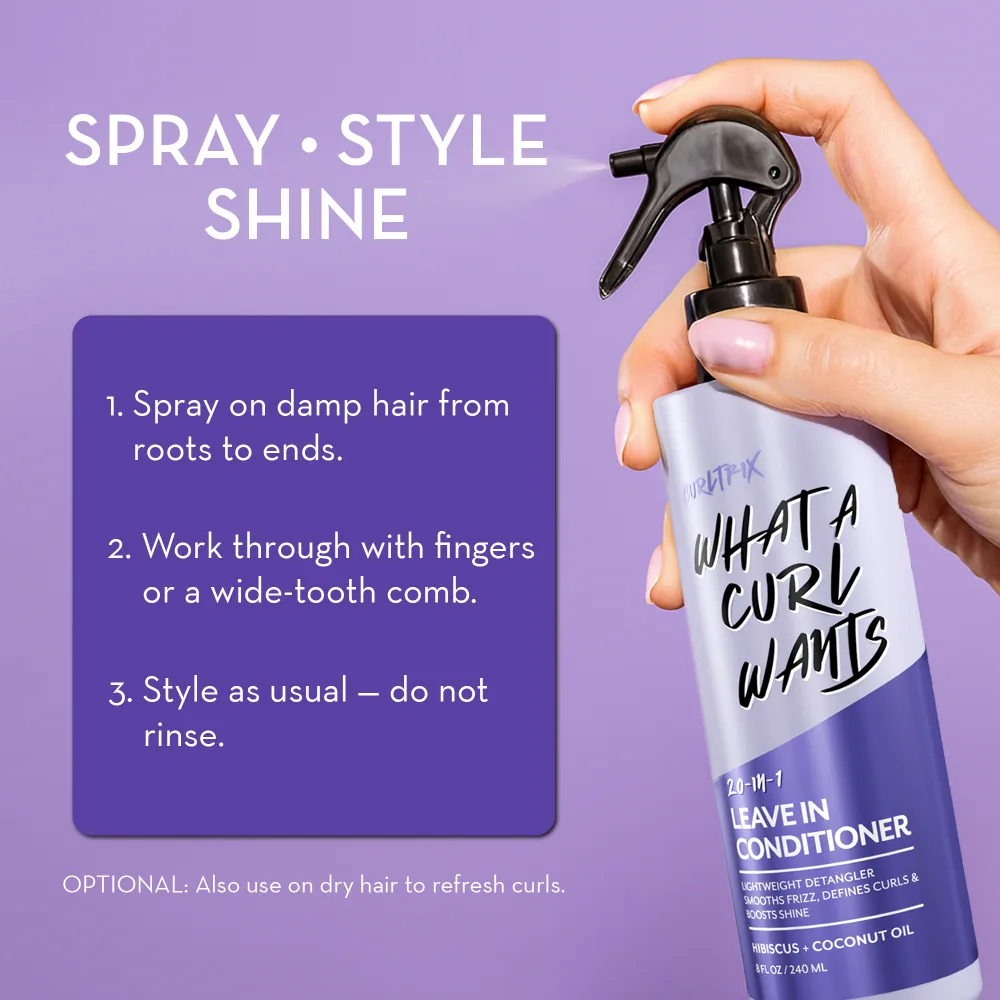 SPRAY • STYLE
SHINE
1. Spray on damp hair from
roots to ends.
2. Work through with fingers
or a wide-tooth comb.
3. Style as usual — do not
rinse.
OPTIONAL: Also use on dry hair to refresh curls.
CURLTRIX
WHAT A
CURL
WANTS
20-IN-1
LEAVE IN
CONDITIONER
LIGHTWEIGHT DETANGLER
SMOOTHS FRIZZ, DEFINES CURLS &
BOOSTS SHINE
HIBISCUS + COCONUT OIL
8 FL OZ / 240 ML